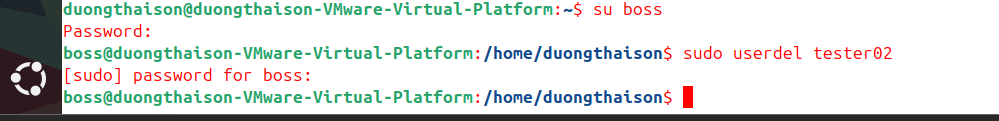 duongthaison@duongthaison-VMware-Virtual-Platform:~$ su boss
Password:
boss@duongthaison-VMware-Virtual-Platform:/home/duongthaison$ sudo userdel tester02
[sudo] password for boss:
boss@duongthaison-VMware-Virtual-Platform:/home/duongthaison$